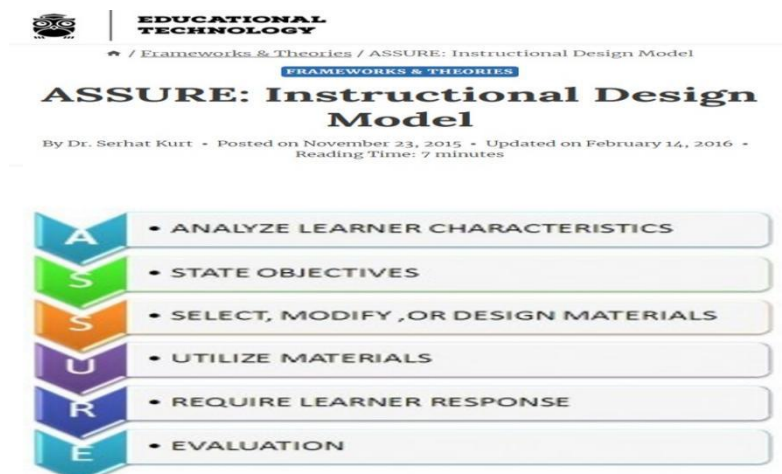 EDUCATIONAL
TECHNOLOGY
/ Frameworks & Theories / ASSURE: Instructional Design Model
FRAMEWORKS & THEORIES
ASSURE: Instructional Design
Model
By Dr. Serhat Kurt • Posted on November 23, 2015 • Updated on February 14, 2016 •
Reading Time: 7 minutes
A • ANALYZE LEARNER CHARACTERISTICS
S • STATE OBJECTIVES
S • SELECT, MODIFY ,OR DESIGN MATERIALS
U • UTILIZE MATERIALS
R • REQUIRE LEARNER RESPONSE
E • EVALUATION